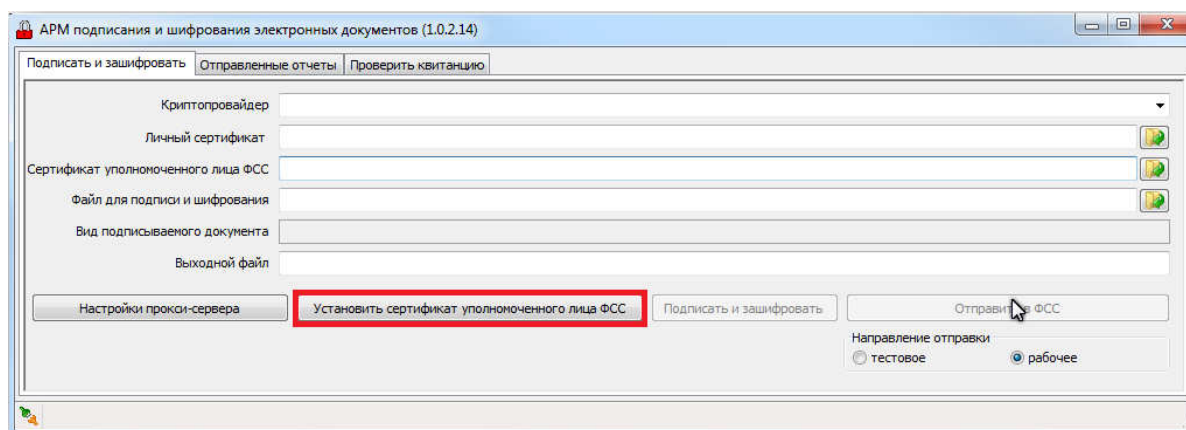 АРМ подписания и шифрования электронных документов (1.0.2.14)
Подписать и зашифровать Отправленные отчеты Проверить квитанцию
Криптопровайдер
Личный сертификат
Сертификат уполномоченного лица ФСС
Файл для подписи и шифрования
Вид подписываемого документа
Выходной файл
Настройки прокси-сервера Установить сертификат уполномоченного лица ФСС Подписать и зашифровать Отправить в ФСС
Направление отправки
тестовое рабочее